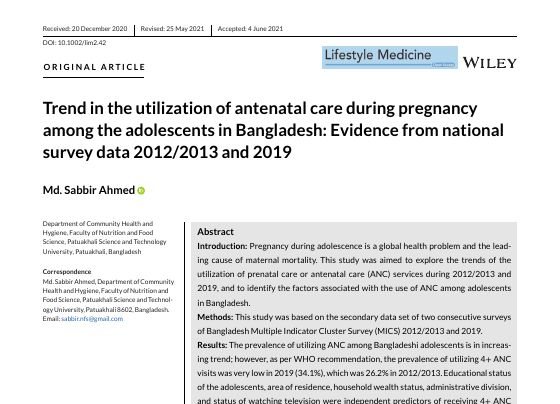 Received: 20 December 2020 Revised: 25 May 2021 Accepted: 4 June 2021
DOI: 10.1002/lim2.42
Lifestyle Medicine
WILEY
ORIGINAL ARTICLE
Trend in the utilization of antenatal care during pregnancy
among the adolescents in Bangladesh: Evidence from national
survey data 2012/2013 and 2019
Md. Sabbir Ahmed
Department of Community Health and
Hygiene, Faculty of Nutrition and Food
Science, Patuakhali Science and Technology
University, Patuakhali, Bangladesh
Correspondence
Md. Sabbir Ahmed, Department of Community
Health and Hygiene, Faculty of Nutrition and
Food Science, Patuakhali Science and Technol-
ogy University, Patuakhali 8602, Bangladesh.
Email: sabbir.nfs@gmail.com
Abstract
Introduction: Pregnancy during adolescence is a global health problem and the lead-
ing cause of maternal mortality. This study was aimed to explore the trends of the
utilization of prenatal care or antenatal care (ANC) services during 2012/2013 and
2019, and to identify the factors associated with the use of ANC among adolescents
in Bangladesh.
Methods: This study was based on the secondary data set of two consecutive surveys
of Bangladesh Multiple Indicator Cluster Survey (MICS) 2012/2013 and 2019.
Results: The prevalence of utilizing ANC among Bangladeshi adolescents is in increas-
ing trend; however, as per WHO recommendation, the prevalence of utilizing 4+ ANC
visits was very low in 2019 (34.1%), which was 26.2% in 2012/2013. Educational status
of the adolescents, area of residence, household wealth status, administrative division,
and status of watching television were independent predictors of receiving 4+ ANC